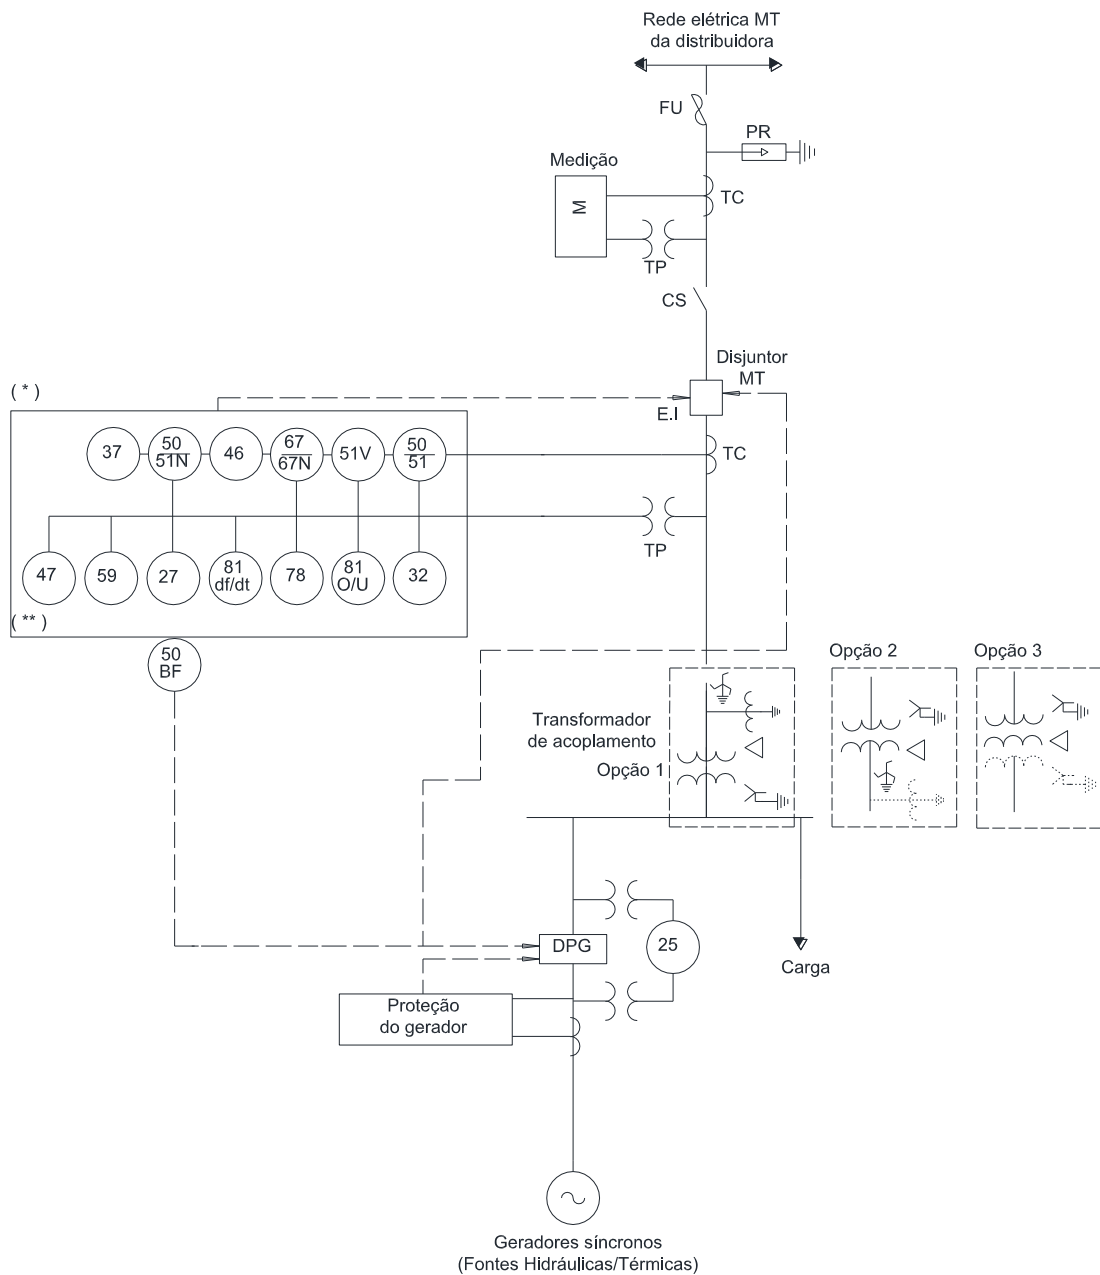 Rede elétrica MT
da distribuidora
FU
PR
Medição
M
TC
TP
CS
Disjuntor
MT
E.I
( * )
37
50
51N
46
67
67N
51V
50
51
TC
47
59
27
81
df/dt
78
81
O/U
32
TP
( ** )
50
BF
Transformador
de acoplamento
Opção 1
Opção 2
Opção 3
DPG
25
Carga
Proteção
do gerador
Geradores síncronos
(Fontes Hidráulicas/Térmicas)